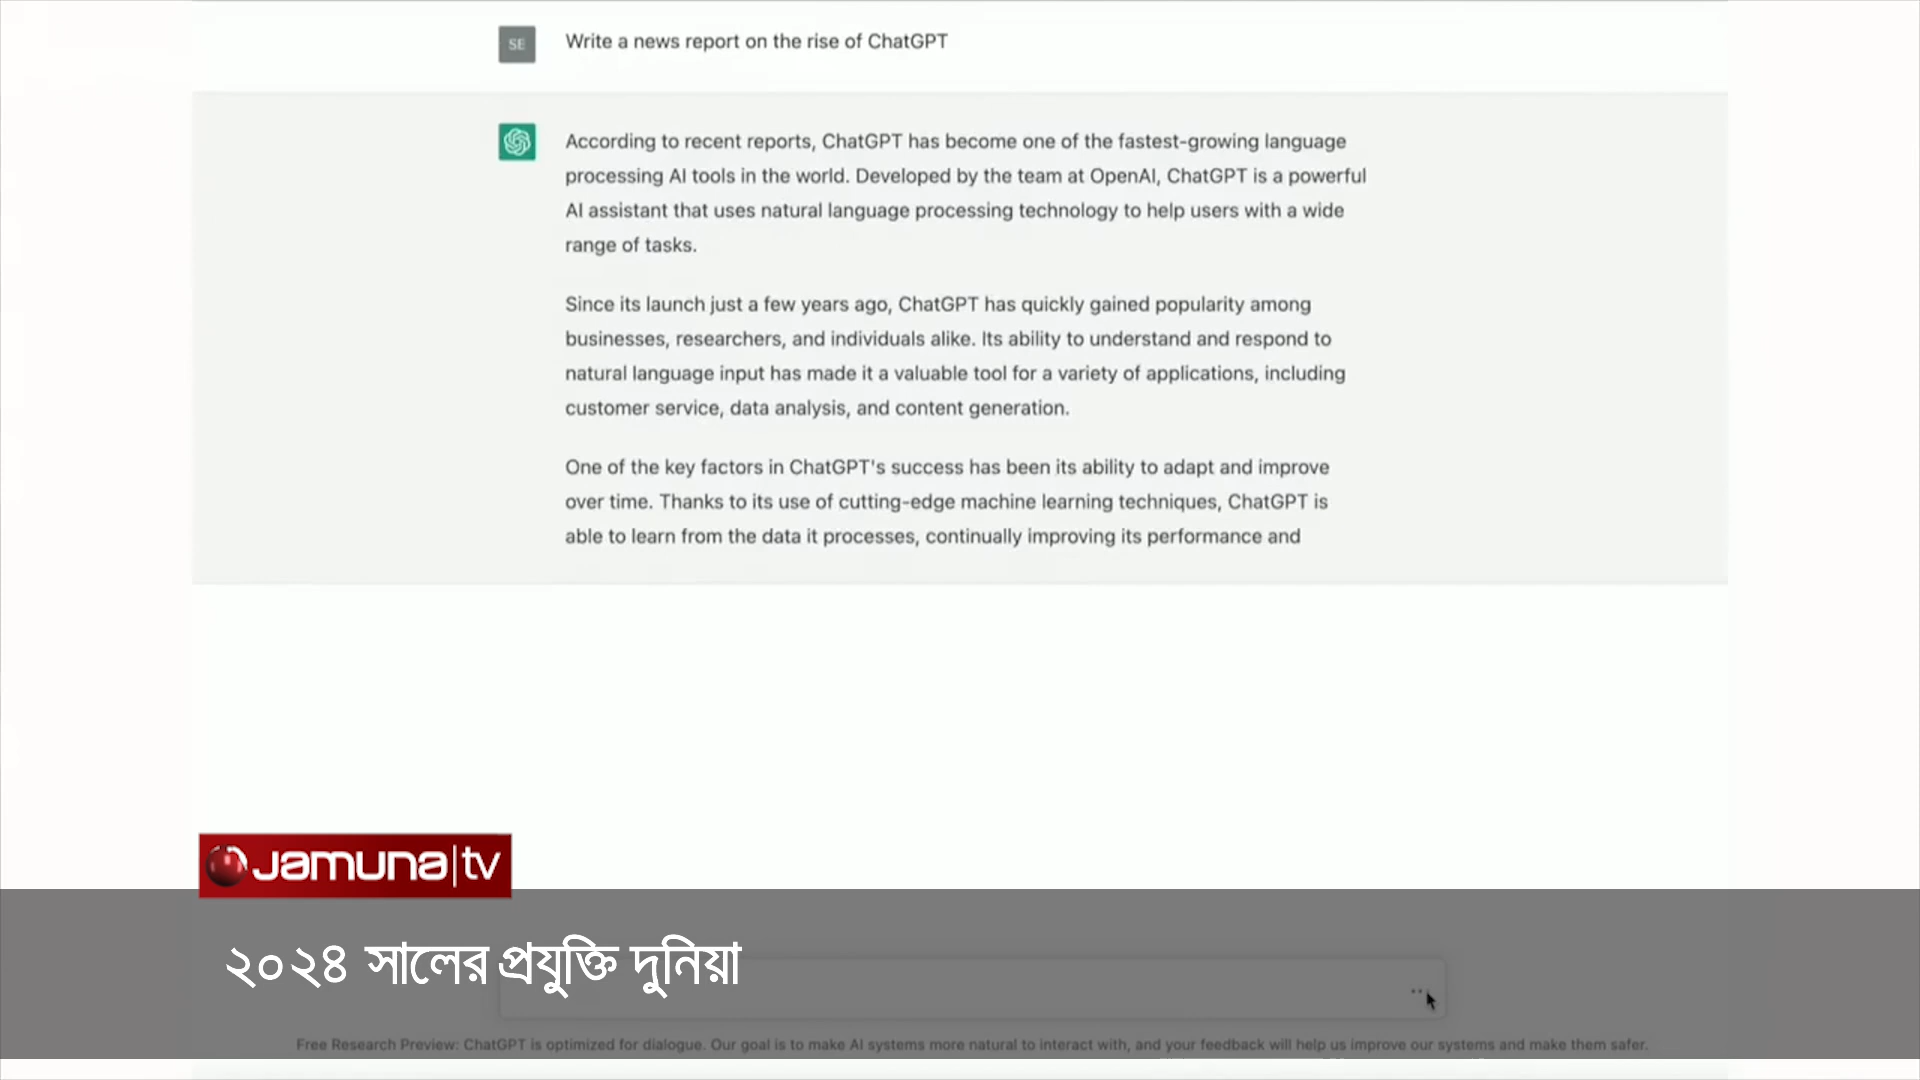 SE
Write a news report on the rise of ChatGPT
According to recent reports, ChatGPT has become one of the fastest-growing language
processing AI tools in the world. Developed by the team at OpenAI, ChatGPT is a powerful
AI assistant that uses natural language processing technology to help users with a wide
range of tasks.
Since its launch just a few years ago, ChatGPT has quickly gained popularity among
businesses, researchers, and individuals alike. Its ability to understand and respond to
natural language input has made it a valuable tool for a variety of applications, including
customer service, data analysis, and content generation.
One of the key factors in ChatGPT's success has been its ability to adapt and improve
over time. Thanks to its use of cutting-edge machine learning techniques, ChatGPT is
able to learn from the data it processes, continually improving its performance and
Jamuna|tv
২০২৪ সালের প্রযুক্তি দুনিয়া
Free Research Preview: ChatGPT is optimized for dialogue. Our goal is to make AI systems more natural to interact with, and your feedback will help us improve our systems and make them safer.